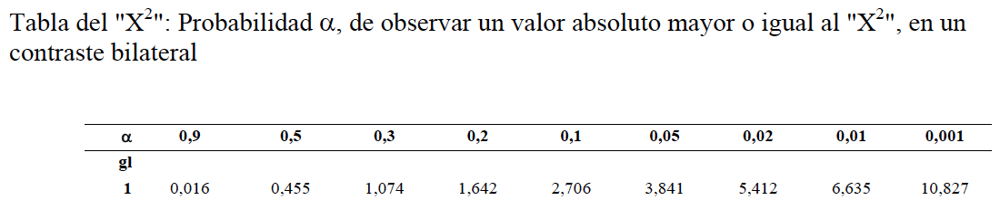 Tabla del "X²": Probabilidad α, de observar un valor absoluto mayor o igual al "X²", en un
contraste bilateral
α 0,9 0,5 0,3 0,2 0,1 0,05 0,02 0,01 0,001
gl
1 0,016 0,455 1,074 1,642 2,706 3,841 5,412 6,635 10,827